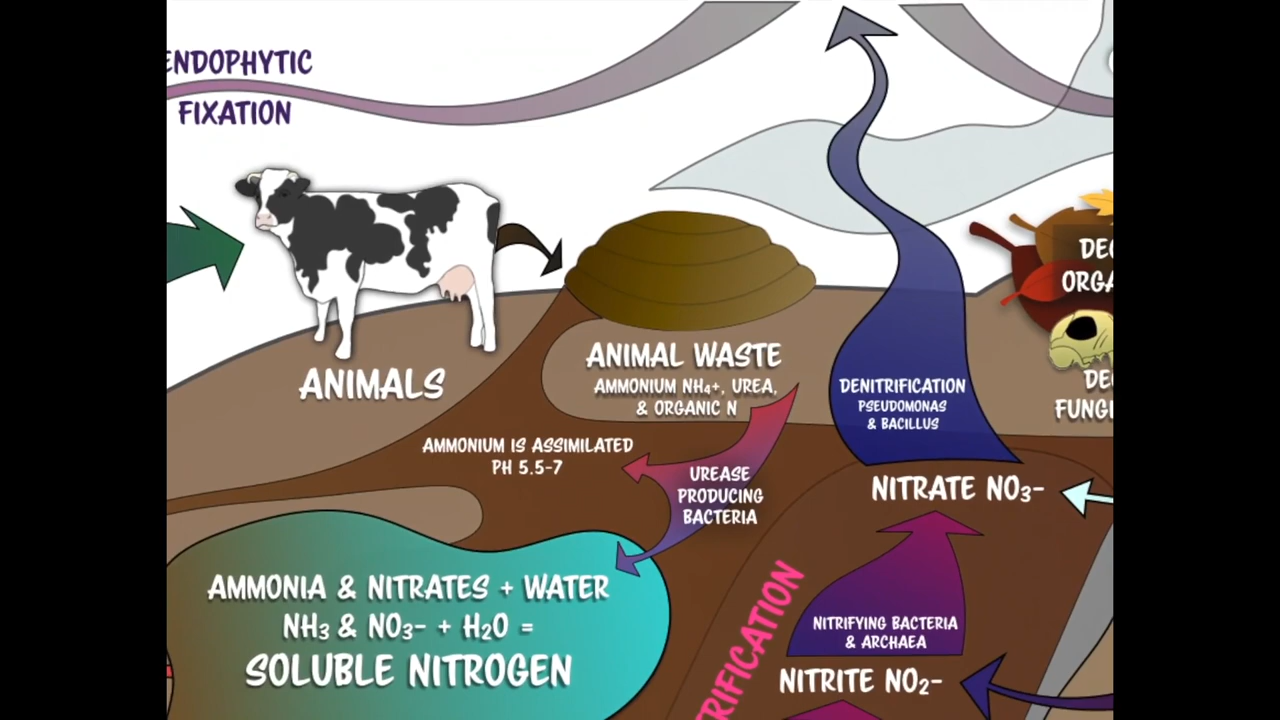 ENDOPHYTIC
FIXATION
ANIMALS
ANIMAL WASTE
AMMONIUM NH₄+, UREA,
& ORGANIC N
AMMONIUM IS ASSIMILATED
PH 5.5-7
UREASE
PRODUCING
BACTERIA
DENITRIFICATION
PSEUDOMONAS
& BACILLUS
NITRATE NO₃-
NITRIFYING BACTERIA
& ARCHAEA
NITRITE NO₂-
AMMONIA & NITRATES + WATER
NH₃ & NO₃- + H₂O =
SOLUBLE NITROGEN